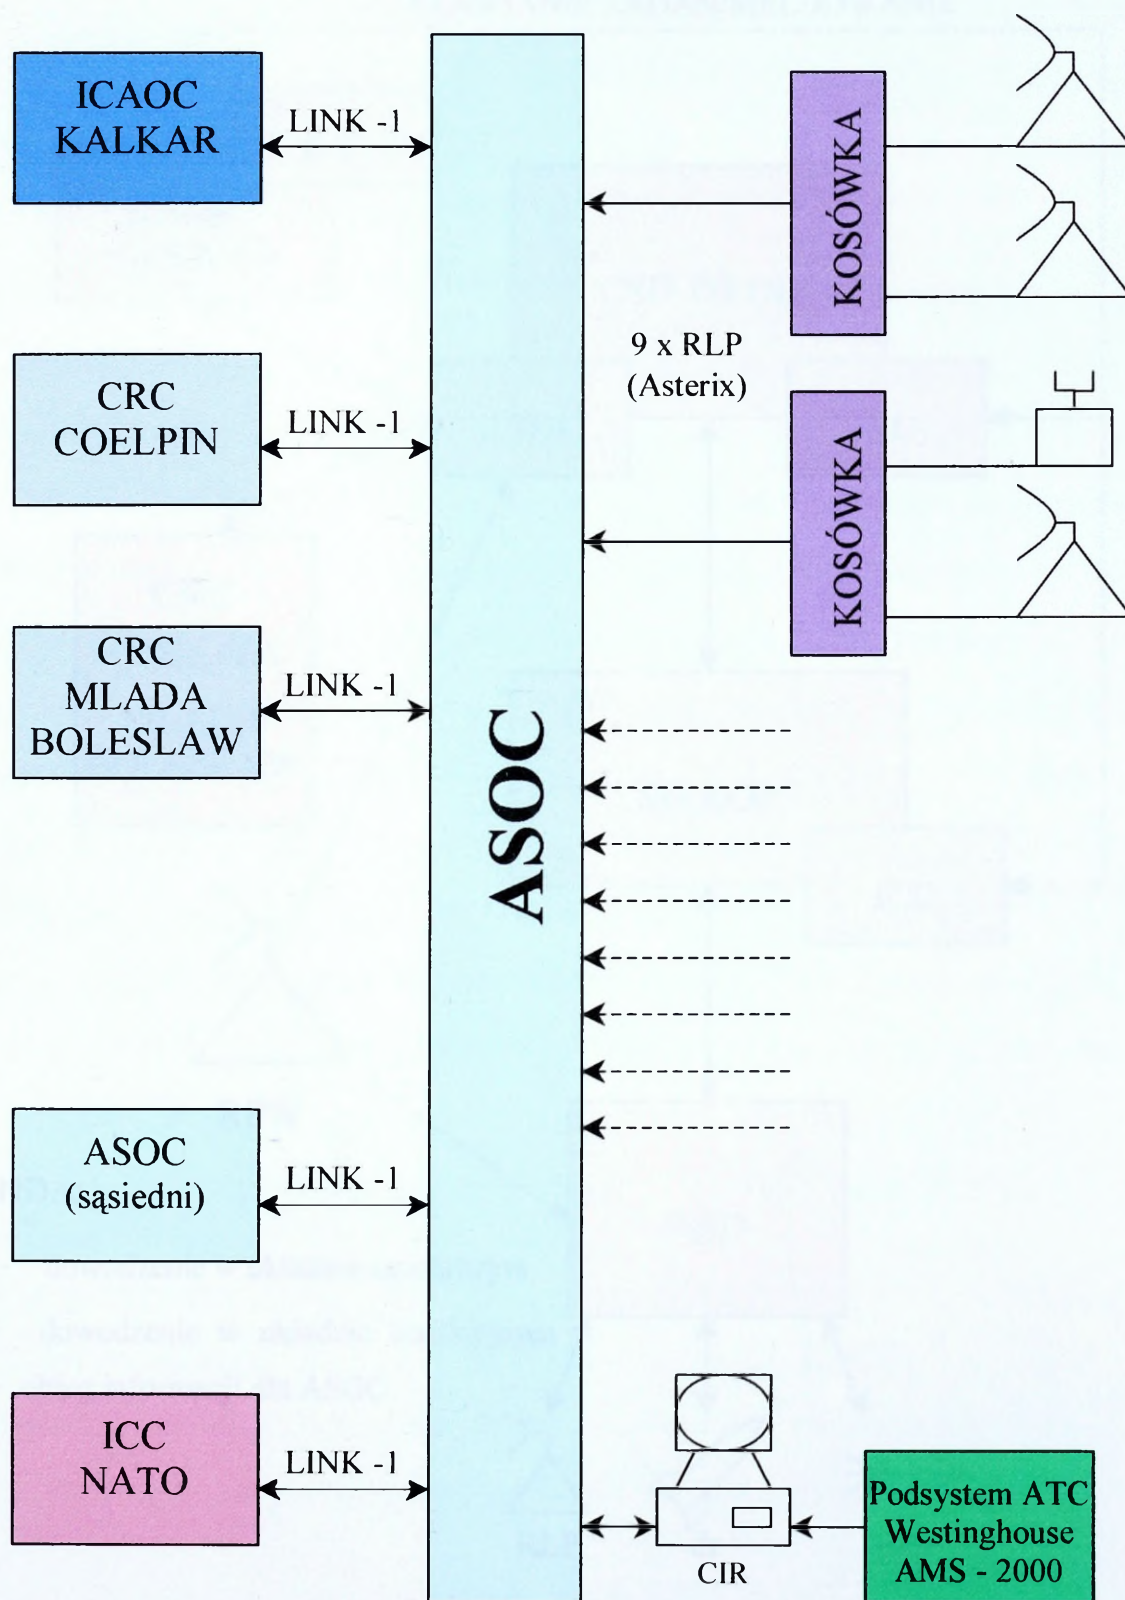 ICAOC
KALKAR
LINK -1
CRC
COELPIN
LINK -1
CRC
MLADA
BOLESLAW
LINK -1
ASOC
(sąsiedni)
LINK -1
ICC
NATO
LINK -1
ASOC
KOSÓWKA
9 x RLP
(Asterix)
KOSÓWKA
CIR
Podsystem ATC
Westinghouse
AMS - 2000